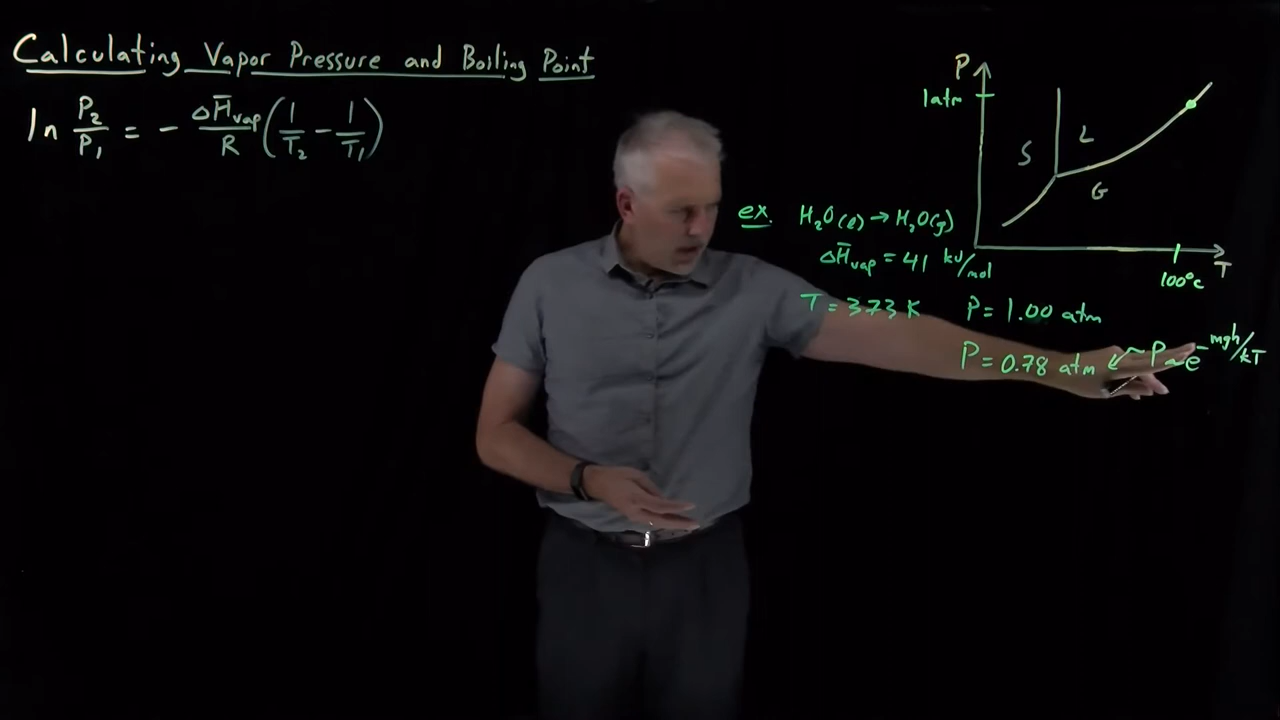 Calculating Vapor Pressure and Boiling Point
ln P₂/P₁ = - ΔH̄vap/R (1/T₂ - 1/T₁)
P
1atm
S L
G
T
100°C
ex. H₂O(ℓ) → H₂O(g)
ΔH̄vap = 41 kJ/mol
T = 373 K P = 1.00 atm
P = 0.78 atm ↙~ P ~ e^-mgh/kT